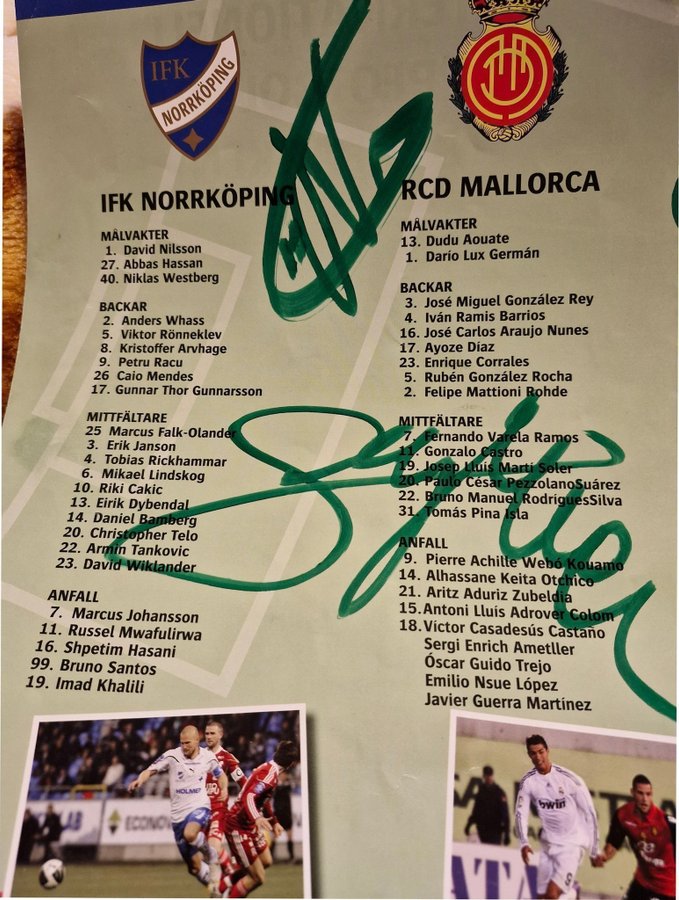 IFK
NORRKÖPING
IFK NORRKÖPING
MÅLVAKTER
1. David Nilsson
27. Abbas Hassan
40. Niklas Westberg
BACKAR
2. Anders Whass
5. Viktor Rönneklev
8. Kristoffer Arvhage
9. Petru Racu
26 Caio Mendes
17. Gunnar Thor Gunnarsson
MITTFÄLTARE
25 Marcus Falk-Olander
3. Erik Janson
4. Tobias Rickhammar
6. Mikael Lindskog
10. Riki Cakic
13. Eirik Dybendal
14. Daniel Bamberg
20. Christopher Telo
22. Armin Tankovic
23. David Wiklander
ANFALL
7. Marcus Johansson
11. Russel Mwafulirwa
16. Shpetim Hasani
99. Bruno Santos
19. Imad Khalili
RCD MALLORCA
MÅLVAKTER
13. Dudu Aouate
1. Darío Lux Germán
BACKAR
3. José Miguel González Rey
4. Iván Ramis Barrios
16. José Carlos Araujo Nunes
17. Ayoze Díaz
23. Enrique Corrales
5. Rubén González Rocha
2. Felipe Mattioni Rohde
MITTFÄLTARE
7. Fernando Varela Ramos
11. Gonzalo Castro
19. Josep Lluís Martí Soler
20. Paulo César PezzolanoSuárez
22. Bruno Manuel RodriguesSilva
31. Tomás Pina Isla
ANFALL
9. Pierre Achille Webó Kouamo
14. Alhassane Keita Otchico
21. Aritz Aduriz Zubeldia
15. Antoni Lluís Adrover Colom
18. Víctor Casadesús Castaño
Sergi Enrich Ametller
Óscar Guido Trejo
Emilio Nsue López
Javier Guerra Martínez
HOLMEN
ECONOV
bwin
9